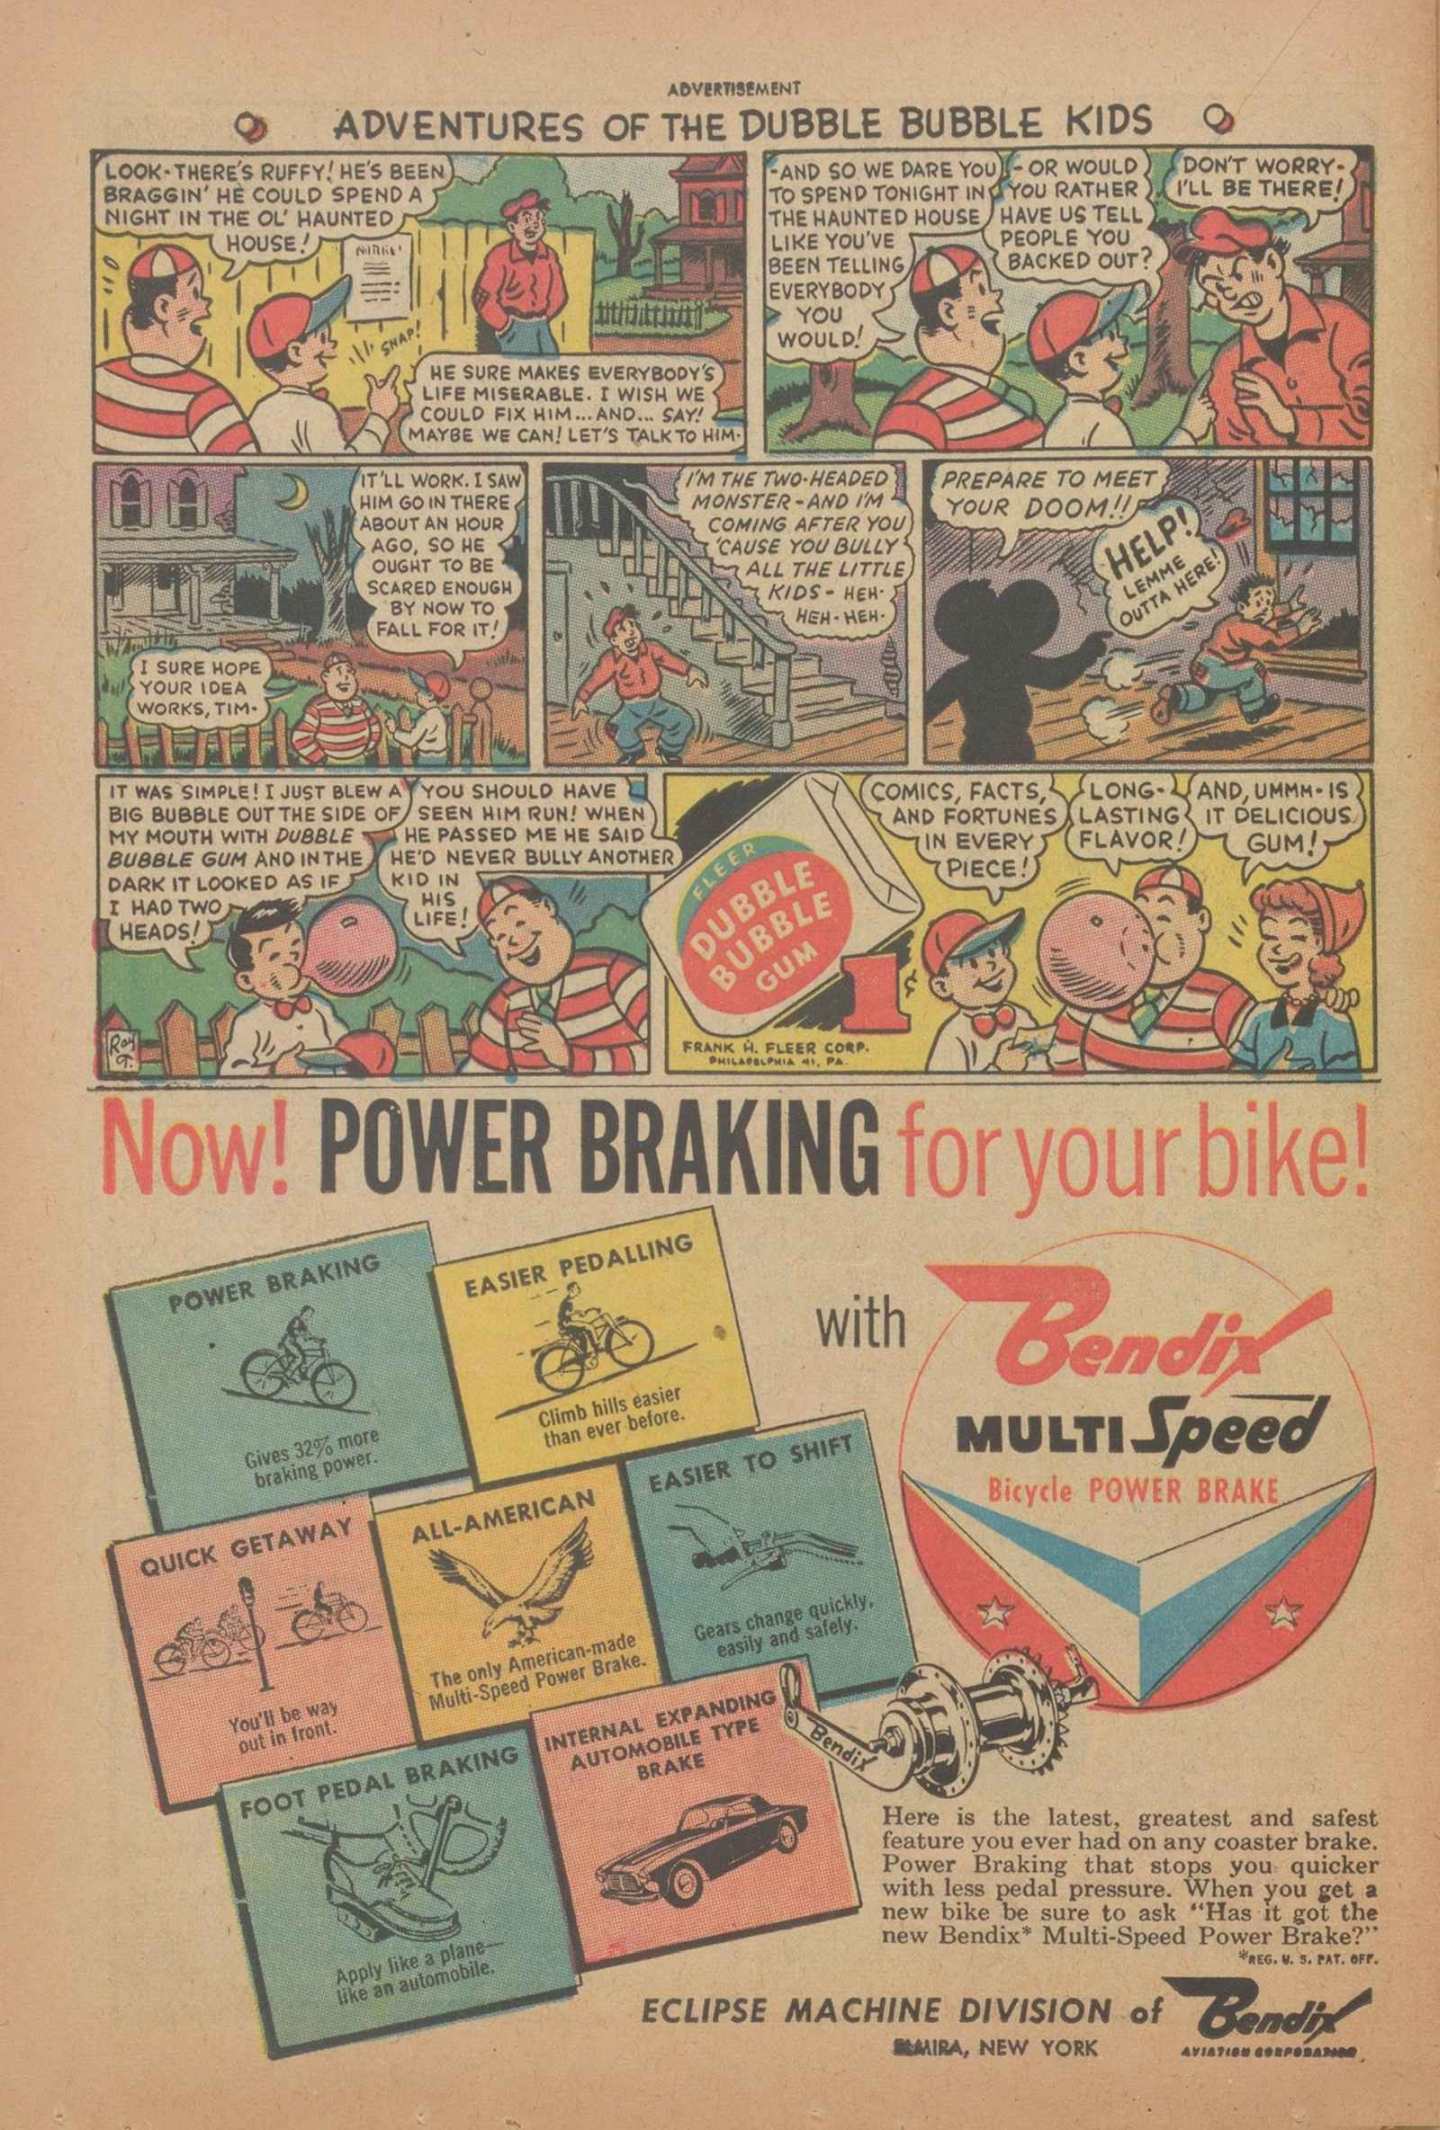 ADVERTISEMENT
ADVENTURES OF THE DUBBLE BUBBLE KIDS
LOOK-THERE'S RUFFY! HE'S BEEN
BRAGGIN' HE COULD SPEND A
NIGHT IN THE OL' HAUNTED
HOUSE!
NOTICE!
SNAP!
HE SURE MAKES EVERYBODY'S
LIFE MISERABLE. I WISH WE
COULD FIX HIM...AND... SAY!
MAYBE WE CAN! LET'S TALK TO HIM-
-AND SO WE DARE YOU
TO SPEND TONIGHT IN
THE HAUNTED HOUSE
LIKE YOU'VE
BEEN TELLING
EVERYBODY
YOU
WOULD!
-OR WOULD
YOU RATHER
HAVE US TELL
PEOPLE YOU
BACKED OUT?
DON'T WORRY-
I'LL BE THERE!
IT'LL WORK. I SAW
HIM GO IN THERE
ABOUT AN HOUR
AGO, SO HE
OUGHT TO BE
SCARED ENOUGH
BY NOW TO
FALL FOR IT!
I SURE HOPE
YOUR IDEA
WORKS, TIM-
I'M THE TWO-HEADED
MONSTER-AND I'M
COMING AFTER YOU
'CAUSE YOU BULLY
ALL THE LITTLE
KIDS- HEH-
HEH-HEH-
PREPARE TO MEET
YOUR DOOM!!
HELP!
LEMME
OUTTA HERE!
IT WAS SIMPLE! I JUST BLEW A
BIG BUBBLE OUT THE SIDE OF
MY MOUTH WITH DUBBLE
BUBBLE GUM AND IN THE
DARK IT LOOKED AS IF
I HAD TWO
HEADS!
YOU SHOULD HAVE
SEEN HIM RUN! WHEN
HE PASSED ME HE SAID
HE'D NEVER BULLY ANOTHER
KID IN
HIS
LIFE!
Ray
T.
FLEER
DUBBLE
BUBBLE
GUM
1¢
FRANK H. FLEER CORP.
PHILADELPHIA 41, PA.
COMICS, FACTS,
AND FORTUNES
IN EVERY
PIECE!
LONG-
LASTING
FLAVOR!
AND, UMMM-IS
IT DELICIOUS
GUM!
Now! POWER BRAKING for your bike!
POWER BRAKING
Gives 32% more
braking power.
EASIER PEDALLING
Climb hills easier
than ever before.
with
Bendix
MULTI Speed
Bicycle POWER BRAKE
QUICK GETAWAY
You'll be way
out in front.
ALL-AMERICAN
The only American-made
Multi-Speed Power Brake.
EASIER TO SHIFT
Gears change quickly,
easily and safely.
FOOT PEDAL BRAKING
Apply like a plane—
like an automobile.
INTERNAL EXPANDING
AUTOMOBILE TYPE
BRAKE
Bendix
Here is the latest, greatest and safest
feature you ever had on any coaster brake.
Power Braking that stops you quicker
with less pedal pressure. When you get a
new bike be sure to ask "Has it got the
new Bendix* Multi-Speed Power Brake?"
*REG. U. S. PAT. OFF.
ECLIPSE MACHINE DIVISION of
ELMIRA, NEW YORK
Bendix
AVIATION CORPORATION